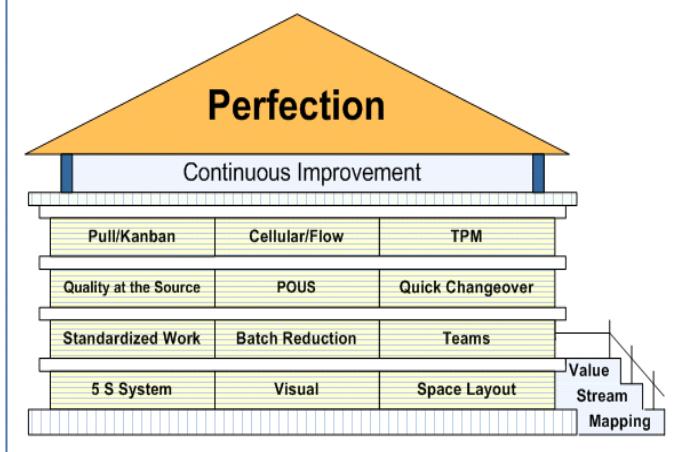 Perfection
Continuous Improvement
Pull/Kanban Cellular/Flow TPM
Quality at the Source POUS Quick Changeover
Standardized Work Batch Reduction Teams
5 S System Visual Space Layout
Value
Stream
Mapping